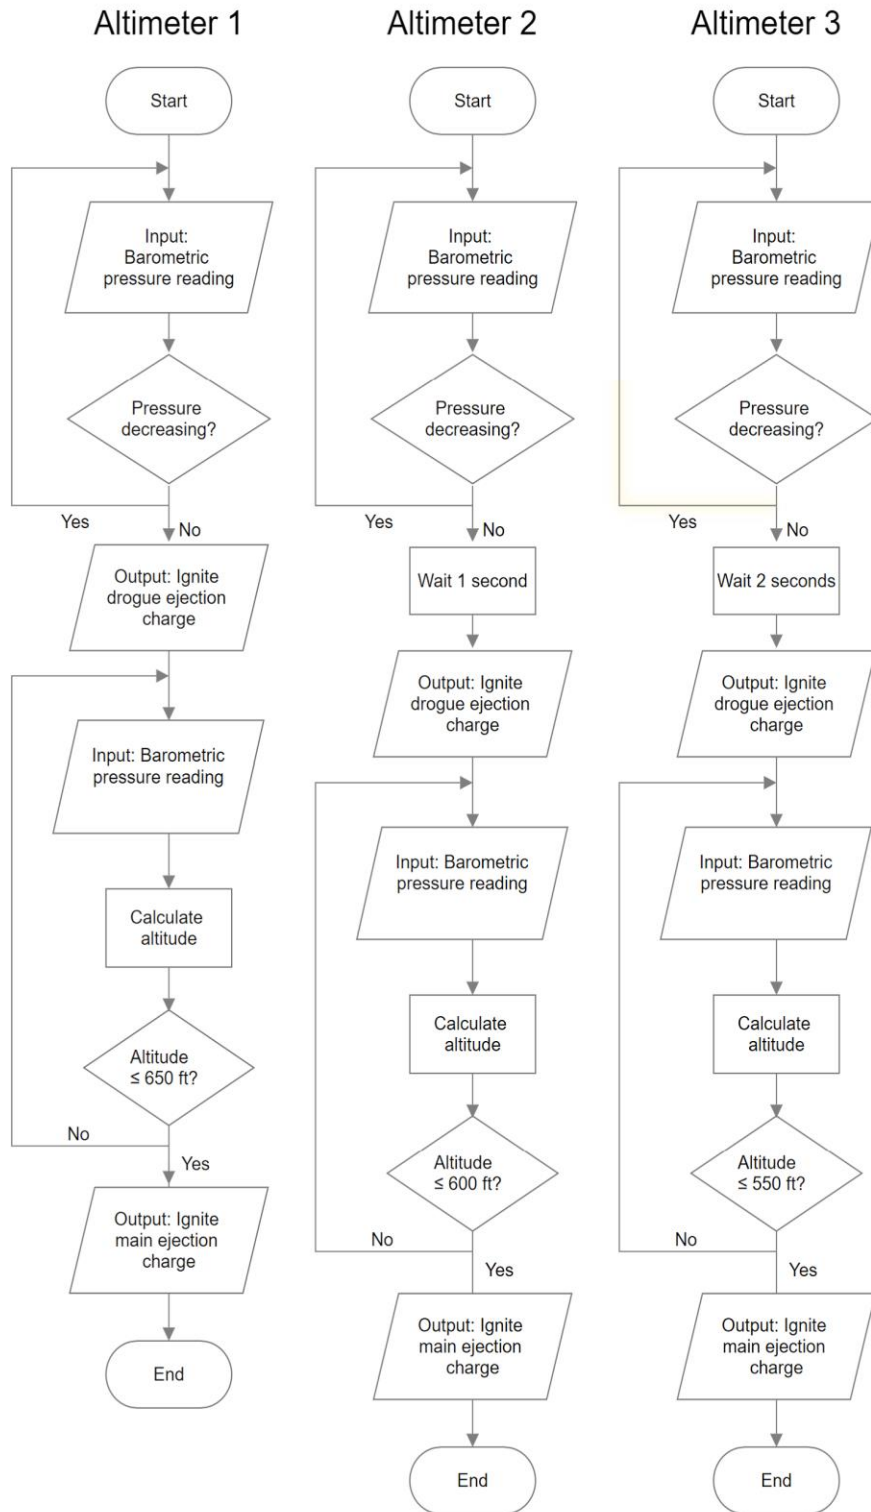 Altimeter 1
Start
Input:
Barometric
pressure reading
Pressure
decreasing?
Yes
No
Output: Ignite
drogue ejection
charge
Input: Barometric
pressure reading
Calculate
altitude
Altitude
≤ 650 ft?
No
Yes
Output: Ignite
main ejection
charge
End
Altimeter 2
Start
Input:
Barometric
pressure reading
Pressure
decreasing?
Yes
No
Wait 1 second
Output: Ignite
drogue ejection
charge
Input: Barometric
pressure reading
Calculate
altitude
Altitude
≤ 600 ft?
No
Yes
Output: Ignite
main ejection
charge
End
Altimeter 3
Start
Input:
Barometric
pressure reading
Pressure
decreasing?
Yes
No
Wait 2 seconds
Output: Ignite
drogue ejection
charge
Input: Barometric
pressure reading
Calculate
altitude
Altitude
≤ 550 ft?
No
Yes
Output: Ignite
main ejection
charge
End